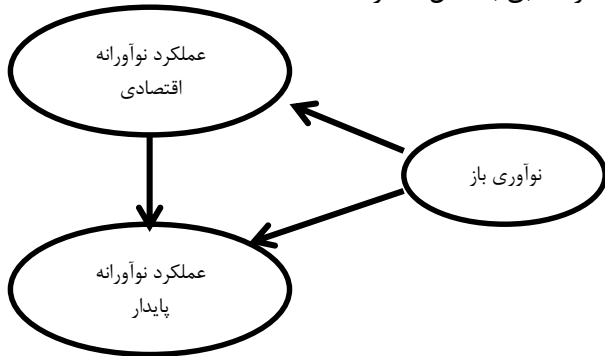 عملکرد نوآورانه
اقتصادی
نوآوری باز
عملکرد نوآورانه
پایدار